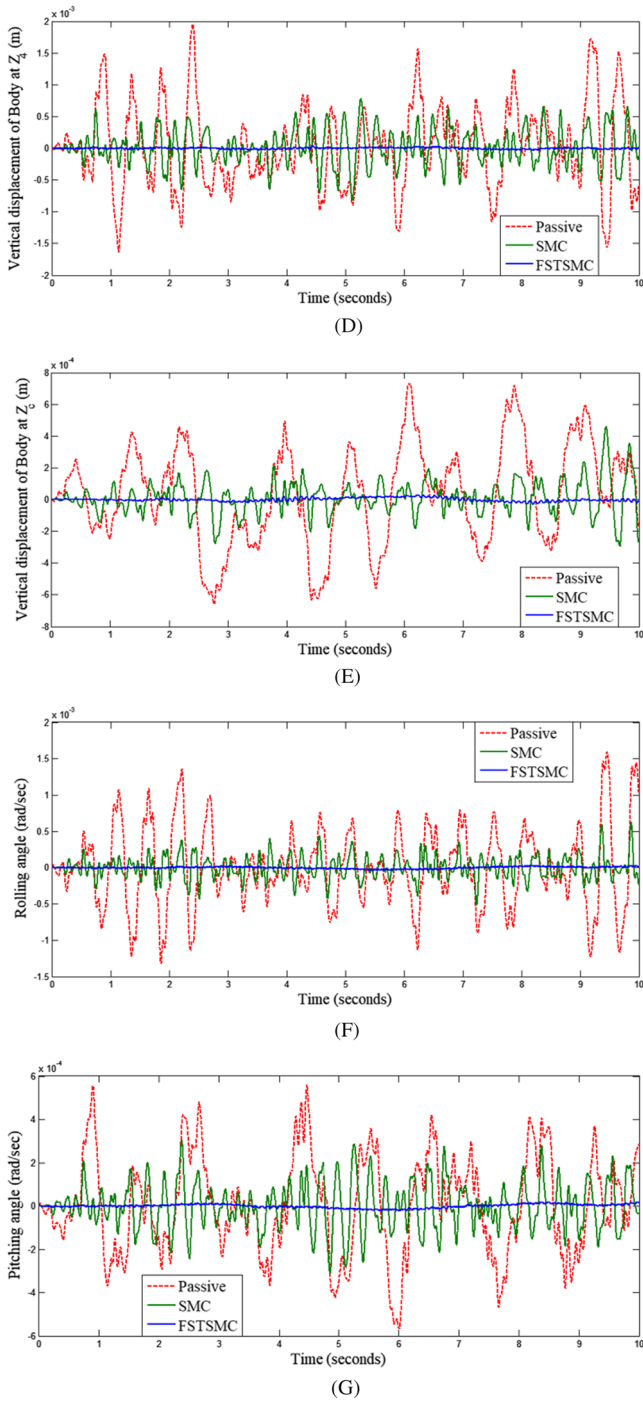 x 10⁻³
2
1.5
1
0.5
0
-0.5
-1
-1.5
-2
Vertical displacement of Body at Z₄ (m)
Passive
SMC
FSTSMC
0 1 2 3 4 5 6 7 8 9 10
Time (seconds)
(D)
x 10⁻⁴
8
6
4
2
0
-2
-4
-6
-8
Vertical displacement of Body at Z_c (m)
Passive
SMC
FSTSMC
0 1 2 3 4 5 6 7 8 9 10
Time (seconds)
(E)
x 10⁻³
2
1.5
1
0.5
0
-0.5
-1
-1.5
Rolling angle (rad/sec)
Passive
SMC
FSTSMC
0 1 2 3 4 5 6 7 8 9 10
Time (seconds)
(F)
x 10⁻⁴
6
4
2
0
-2
-4
-6
Pitching angle (rad/sec)
Passive
SMC
FSTSMC
0 1 2 3 4 5 6 7 8 9 10
Time (seconds)
(G)